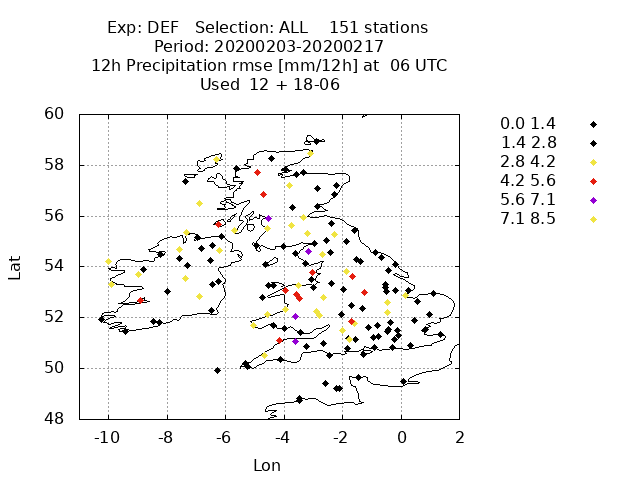 Exp: DEF   Selection: ALL    151 stations
Period: 20200203-20200217
12h Precipitation rmse [mm/12h] at  06 UTC
Used  12 + 18-06
60
58
56
54
52
50
48
Lat
-10 -8 -6 -4 -2 0 2
Lon
0.0 1.4
1.4 2.8
2.8 4.2
4.2 5.6
5.6 7.1
7.1 8.5